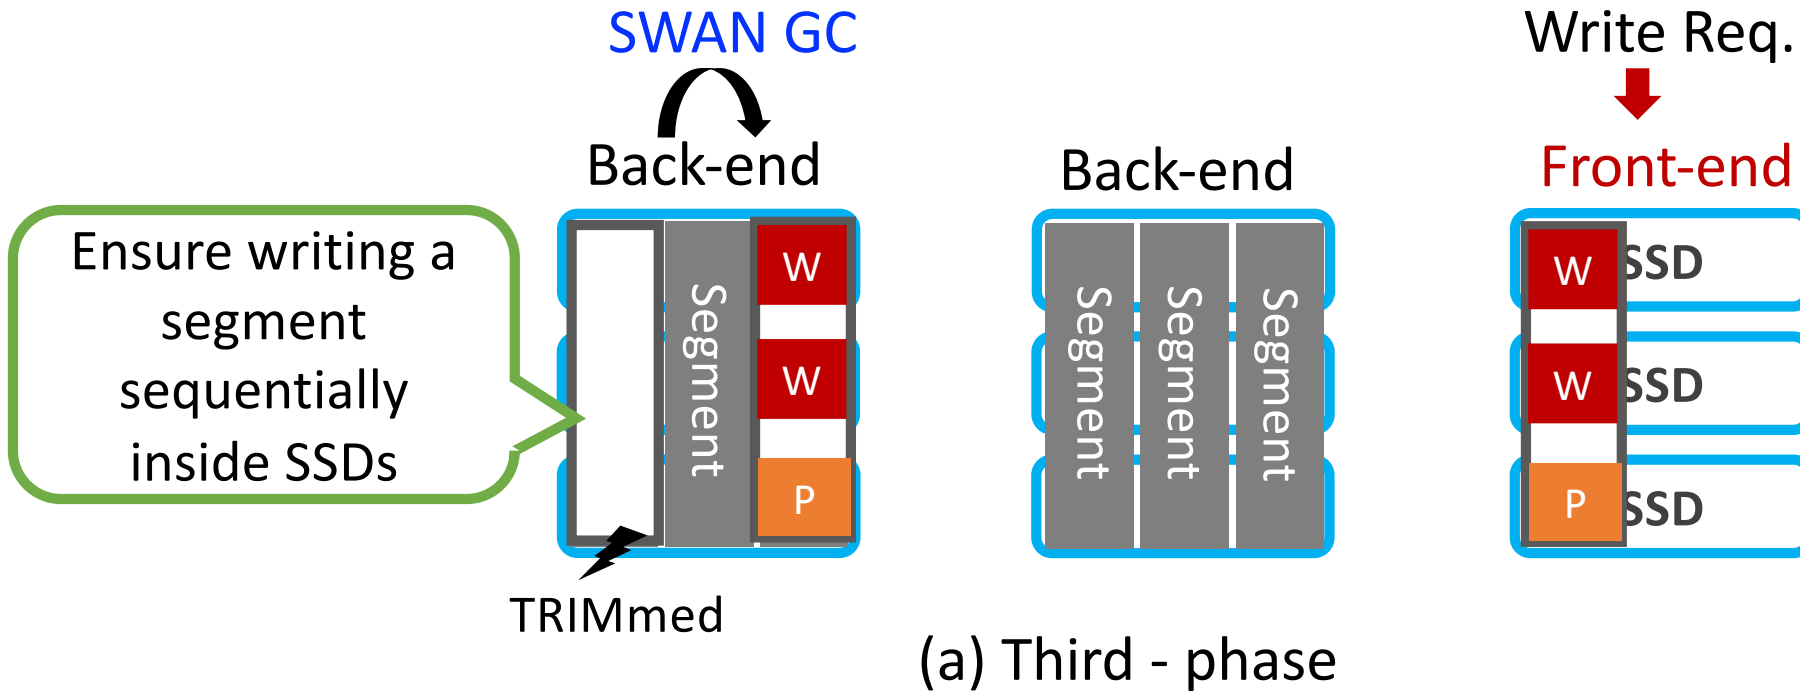 SWAN GC
Write Req.
Back-end
Back-end
Front-end
Ensure writing a
segment
sequentially
inside SSDs
Segment
W
W
P
Segment
Segment
Segment
W
W
P
SSD
SSD
SSD
TRIMmed
(a) Third - phase